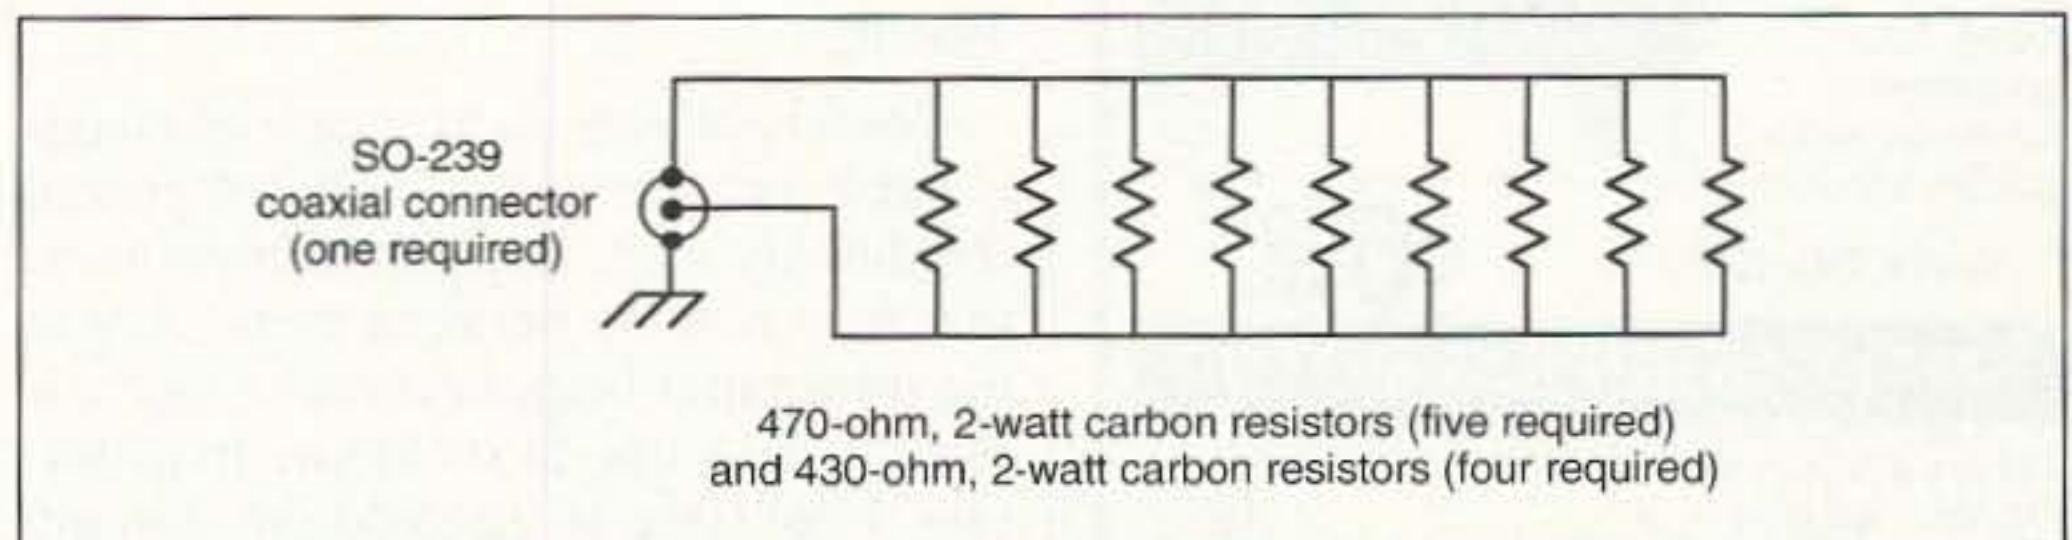 SO-239
coaxial connector
(one required)
470-ohm, 2-watt carbon resistors (five required)
and 430-ohm, 2-watt carbon resistors (four required)